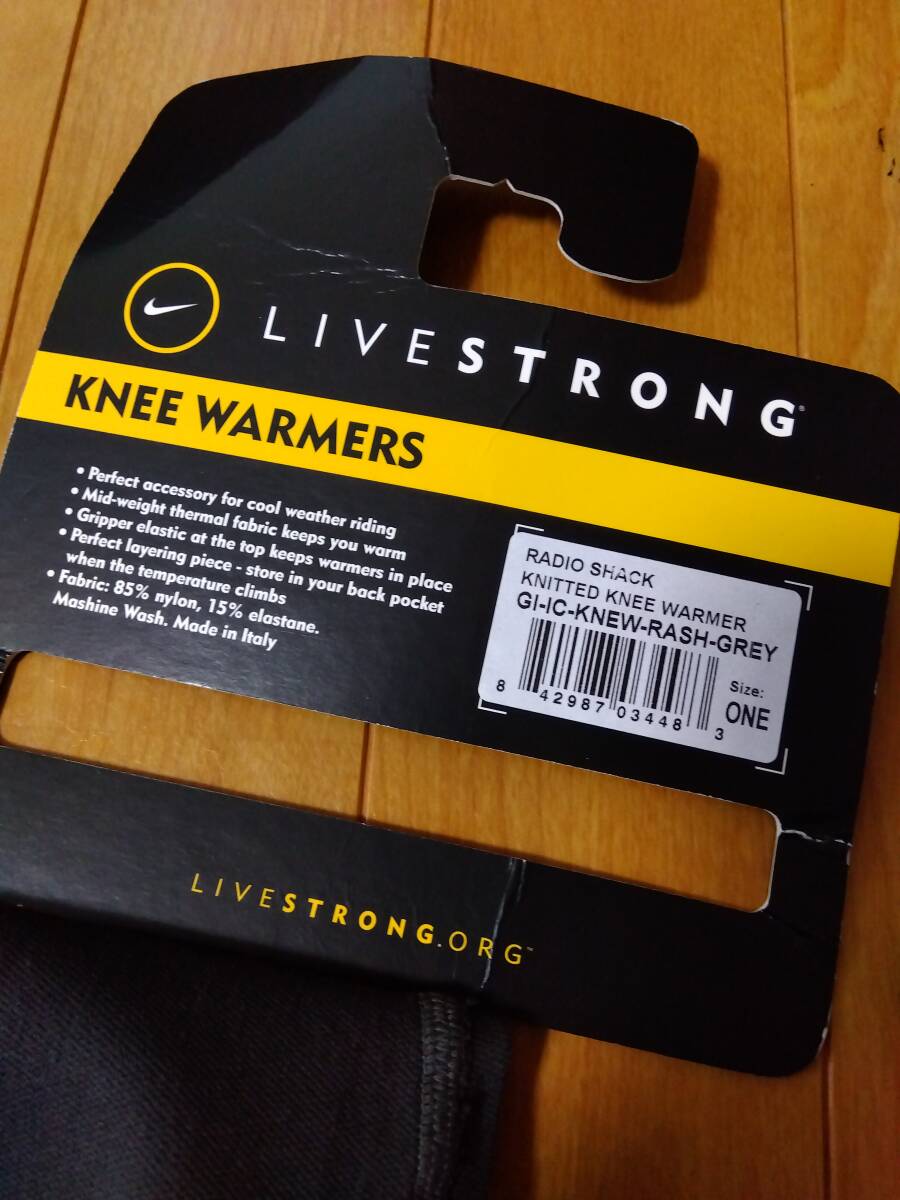 LIVESTRONG®
KNEE WARMERS
• Perfect accessory for cool weather riding
• Mid-weight thermal fabric keeps you warm
• Gripper elastic at the top keeps warmers in place
• Perfect layering piece - store in your back pocket
when the temperature climbs
• Fabric: 85% nylon, 15% elastane.
Mashine Wash. Made in Italy
RADIO SHACK
KNITTED KNEE WARMER
GI-IC-KNEW-RASH-GREY
Size:
ONE
8 42987 03448 3
LIVESTRONG.ORG™